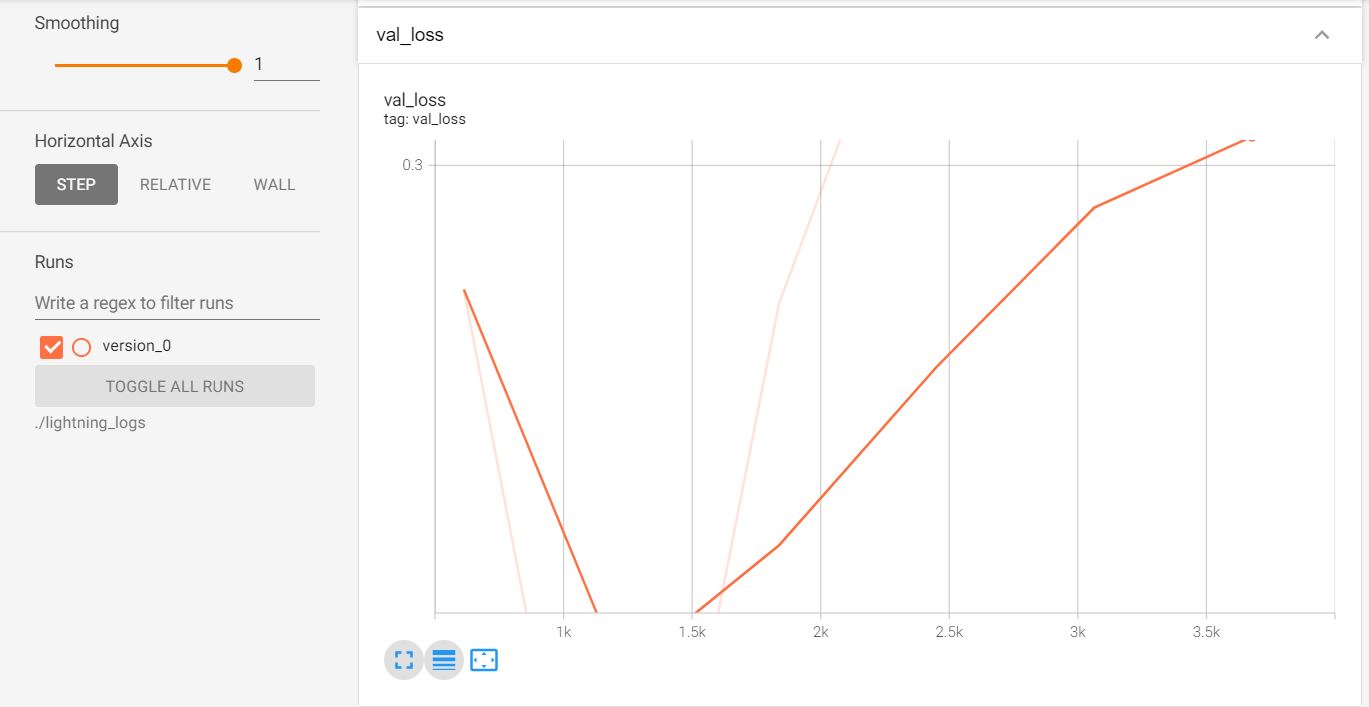 Smoothing
1
Horizontal Axis
STEP RELATIVE WALL
Runs
Write a regex to filter runs
version_0
TOGGLE ALL RUNS
./lightning_logs
val_loss
val_loss
tag: val_loss
0.3
1k 1.5k 2k 2.5k 3k 3.5k